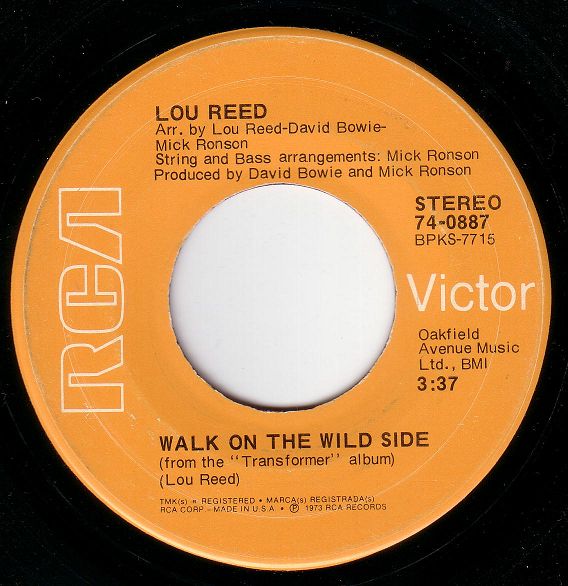 LOU REED
Arr. by Lou Reed-David Bowie-
Mick Ronson
String and Bass arrangements: Mick Ronson
Produced by David Bowie and Mick Ronson
STEREO
74-0887
BPKS-7715
RCA
Victor
Oakfield
Avenue Music
Ltd., BMI
3:37
WALK ON THE WILD SIDE
(from the "Transformer" album)
(Lou Reed)
TMK(s) ® REGISTERED • MARCA(s) REGISTRADA(s)
RCA CORP.-MADE IN U.S.A. • ℗ 1973 RCA RECORDS